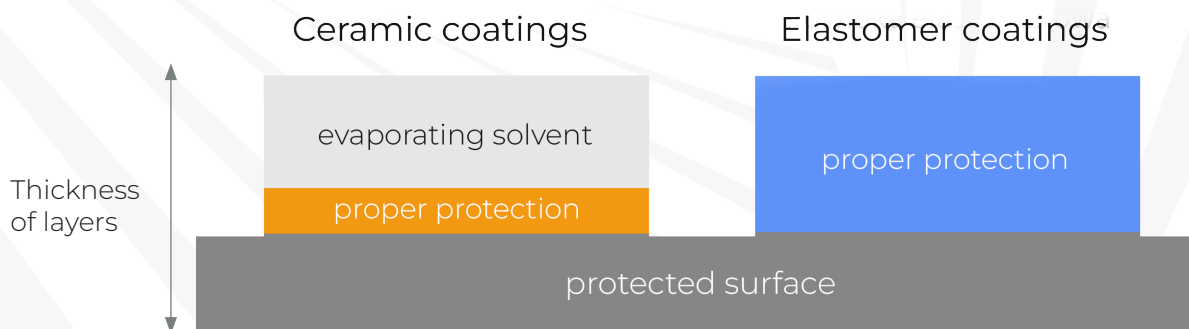 Ceramic coatings
Elastomer coatings
evaporating solvent
proper protection
proper protection
Thickness
of layers
protected surface